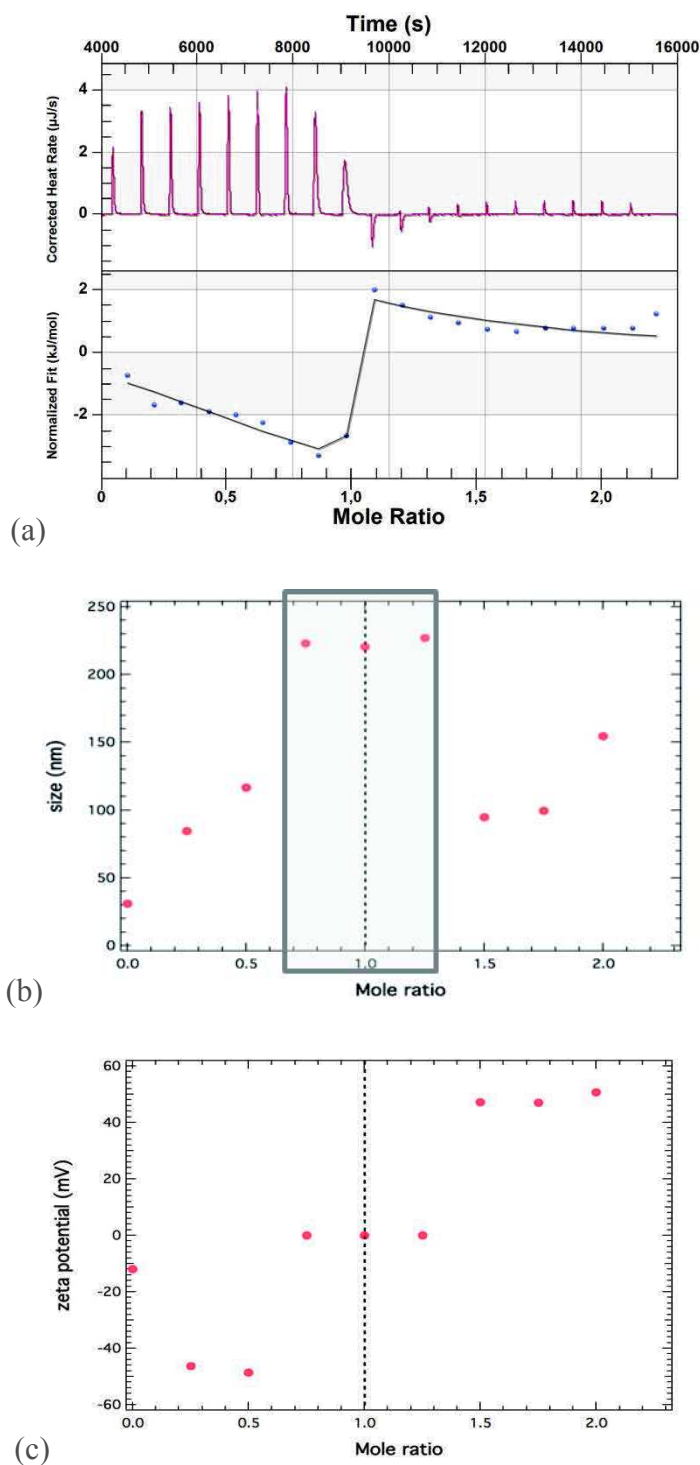 Time (s)
4000 6000 8000 10000 12000 14000 16000
Corrected Heat Rate (µJ/s)
4
2
0
Normalized Fit (kJ/mol)
2
0
-2
0 0,5 1,0 1,5 2,0
Mole Ratio
(a)
size (nm)
250
200
150
100
50
0
0.0 0.5 1.0 1.5 2.0
Mole ratio
(b)
zeta potential (mV)
60
40
20
0
-20
-40
-60
0.0 0.5 1.0 1.5 2.0
Mole ratio
(c)